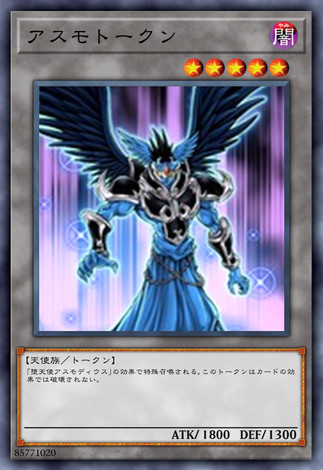 アスモトークン
やみ
闇
【天使族／トークン】
「堕天使アスモディウス」の効果で特殊召喚される。このトークンはカードの効
果では破壊されない。
ATK/1800 DEF/1300
85771020